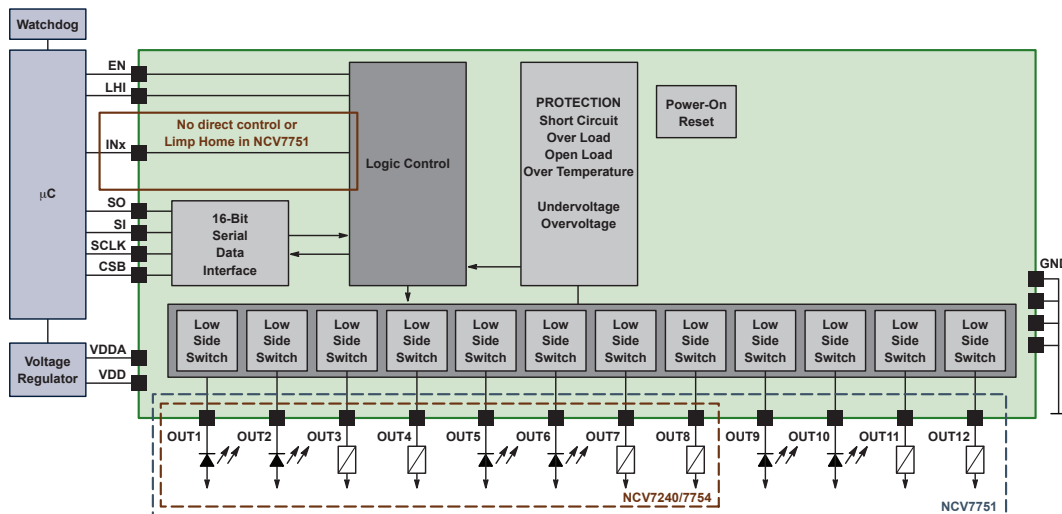 Watchdog
μC
Voltage
Regulator
EN
LHI
INx
SO
SI
SCLK
CSB
VDDA
VDD
No direct control or
Limp Home in NCV7751
16-Bit
Serial
Data
Interface
Logic Control
PROTECTION
Short Circuit
Over Load
Open Load
Over Temperature
Undervoltage
Overvoltage
Power-On
Reset
GND
Low
Side
Switch
Low
Side
Switch
Low
Side
Switch
Low
Side
Switch
Low
Side
Switch
Low
Side
Switch
Low
Side
Switch
Low
Side
Switch
Low
Side
Switch
Low
Side
Switch
Low
Side
Switch
Low
Side
Switch
OUT1
OUT2
OUT3
OUT4
OUT5
OUT6
OUT7
OUT8
OUT9
OUT10
OUT11
OUT12
NCV7240/7754
NCV7751